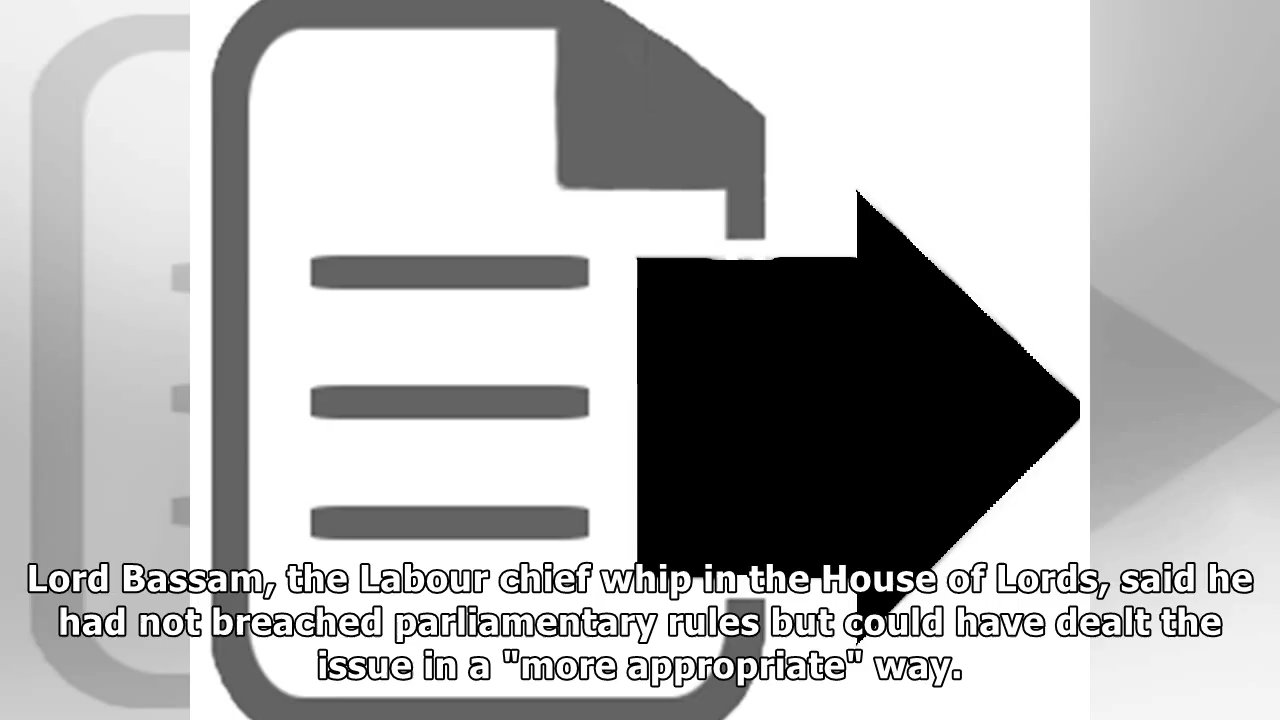 Lord Bassam, the Labour chief whip in the House of Lords, said he
had not breached parliamentary rules but could have dealt the
issue in a "more appropriate" way.